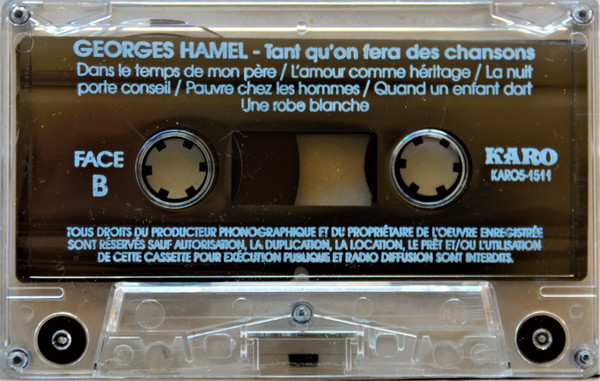 GEORGES HAMEL - Tant qu'on fera des chansons
Dans le temps de mon père / L'amour comme héritage / La nuit
porte conseil / Pauvre chez les hommes / Quand un enfant dort
Une robe blanche
FACE
B
KARO
KARO5-1511
TOUS DROITS DU PRODUCTEUR PHONOGRAPHIQUE ET DU PROPRIÉTAIRE DE L'OEUVRE ENREGISTRÉE
SONT RÉSERVÉS SAUF AUTORISATION, LA DUPLICATION, LA LOCATION, LE PRÊT ET/OU L'UTILISATION
DE CETTE CASSETTE POUR EXÉCUTION PUBLIQUE ET RADIO DIFFUSION SONT INTERDITS.